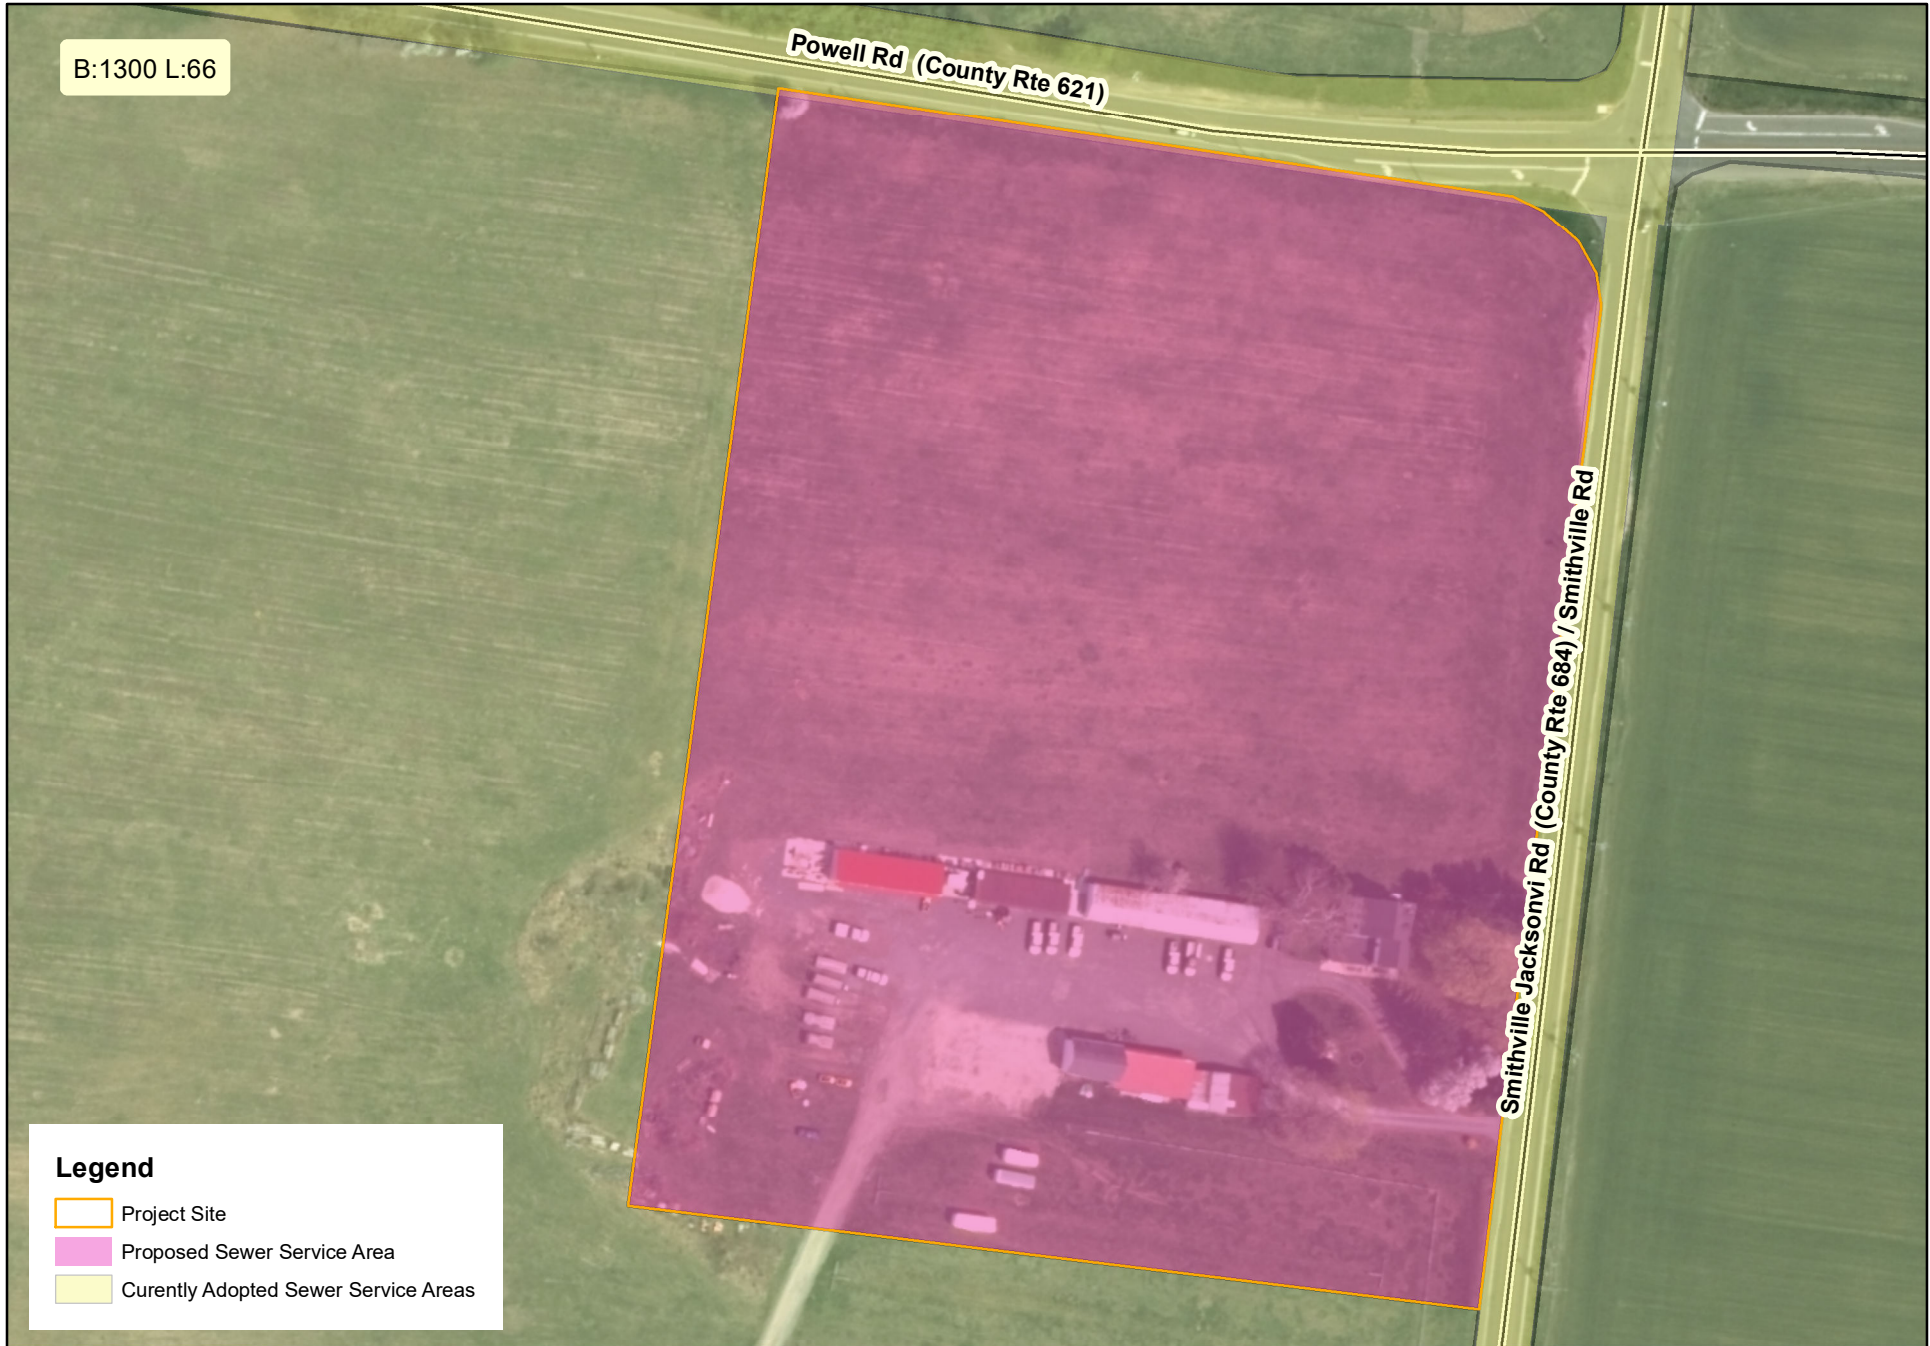 B:1300 L:66
Powell Rd (County Rte 621)
Smithville Jacksonvi Rd (County Rte 684) / Smithville Rd
Legend
Project Site
Proposed Sewer Service Area
Curently Adopted Sewer Service Areas